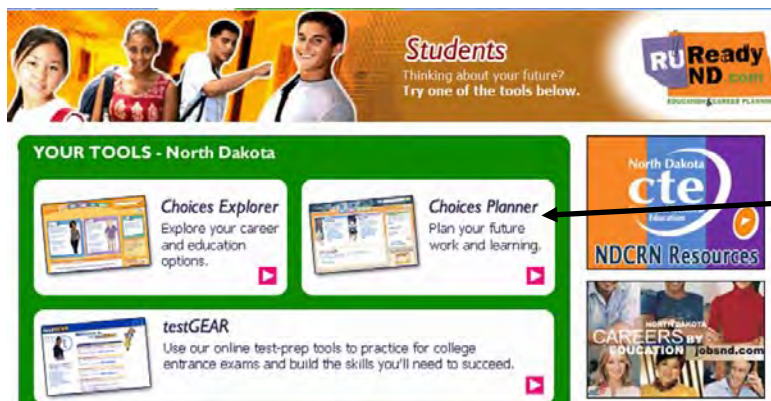 Students
Thinking about your future?
Try one of the tools below.
RUReady
ND.com
EDUCATION & CAREER PLANNING
YOUR TOOLS - North Dakota
Choices Explorer
Explore your career
and education
options.
Choices Planner
Plan your future
work and learning.
testGEAR
Use our online test-prep tools to practice for college
entrance exams and build the skills you'll need to succeed.
North Dakota
cte
Education
NDCRN Resources
NORTH DAKOTA
CAREERS BY
EDUCATION jobsnd.com